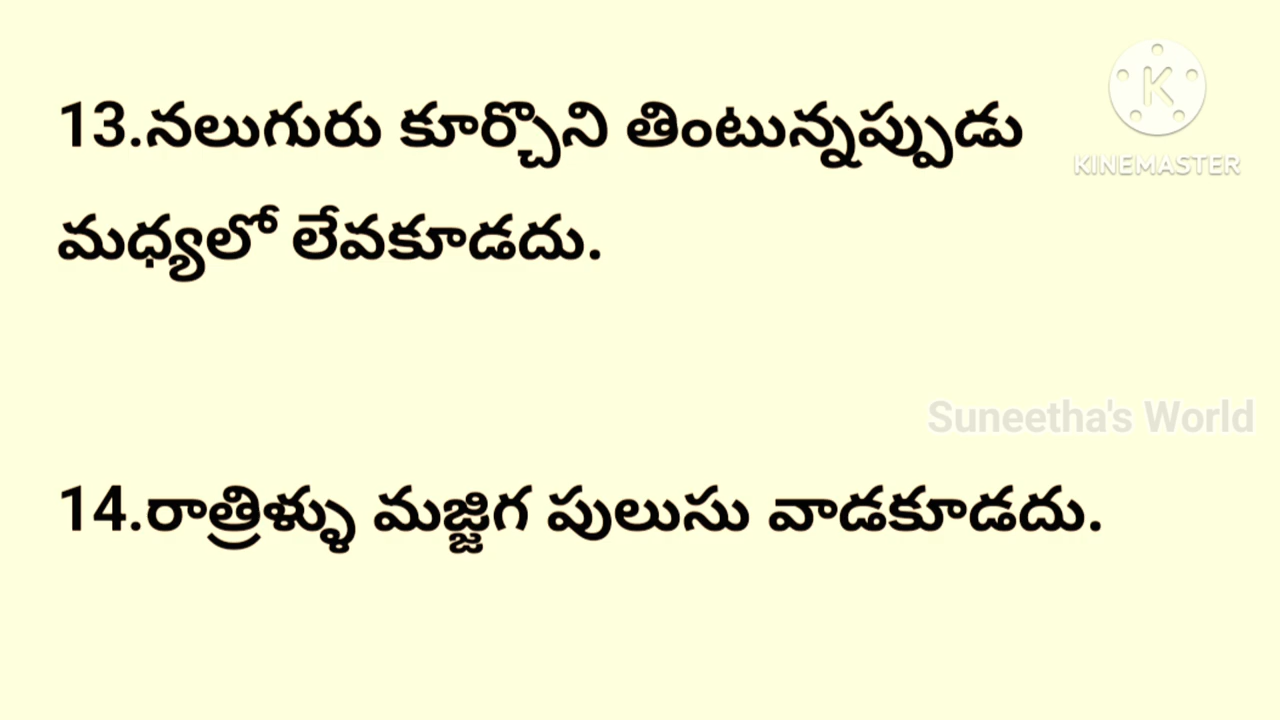 13.నలుగురు కూర్చొని తింటున్నప్పుడు
KINEMASTER
మధ్యలో లేవకూడదు.
Suneetha's World
14.రాత్రిళ్ళు మజ్జిగ పులుసు వాడకూడదు.